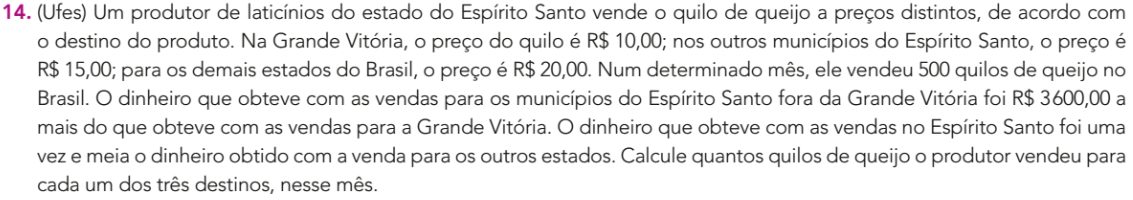 14. (Ufes) Um produtor de laticínios do estado do Espírito Santo vende o quilo de queijo a preços distintos, de acordo com
o destino do produto. Na Grande Vitória, o preço do quilo é R$ 10,00; nos outros municípios do Espírito Santo, o preço é
R$ 15,00; para os demais estados do Brasil, o preço é R$ 20,00. Num determinado mês, ele vendeu 500 quilos de queijo no
Brasil. O dinheiro que obteve com as vendas para os municípios do Espírito Santo fora da Grande Vitória foi R$ 3600,00 a
mais do que obteve com as vendas para a Grande Vitória. O dinheiro que obteve com as vendas no Espírito Santo foi uma
vez e meia o dinheiro obtido com a venda para os outros estados. Calcule quantos quilos de queijo o produtor vendeu para
cada um dos três destinos, nesse mês.